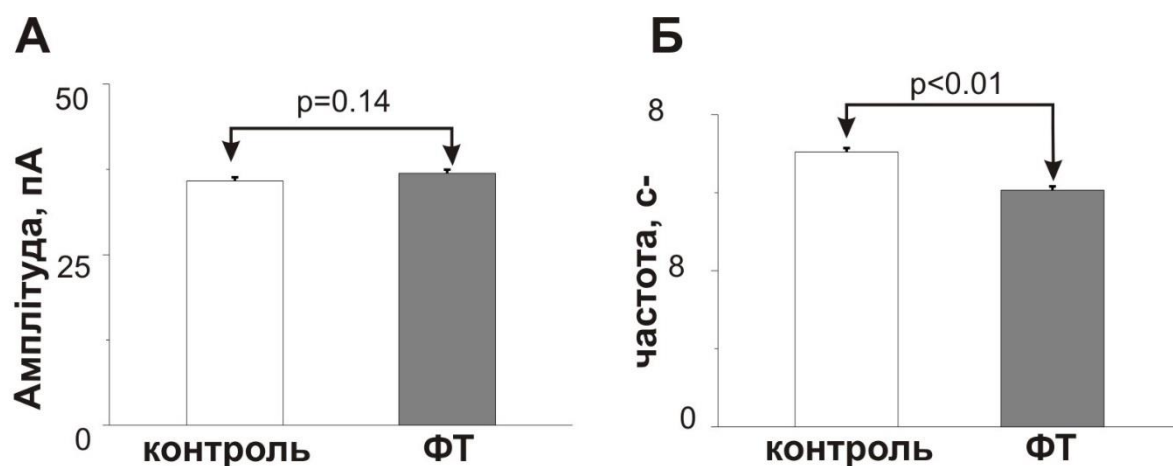 А
50
25
0
Амплітуда, пА
p=0.14
контроль
ФТ
Б
8
8
0
частота, с-
p<0.01
контроль
ФТ